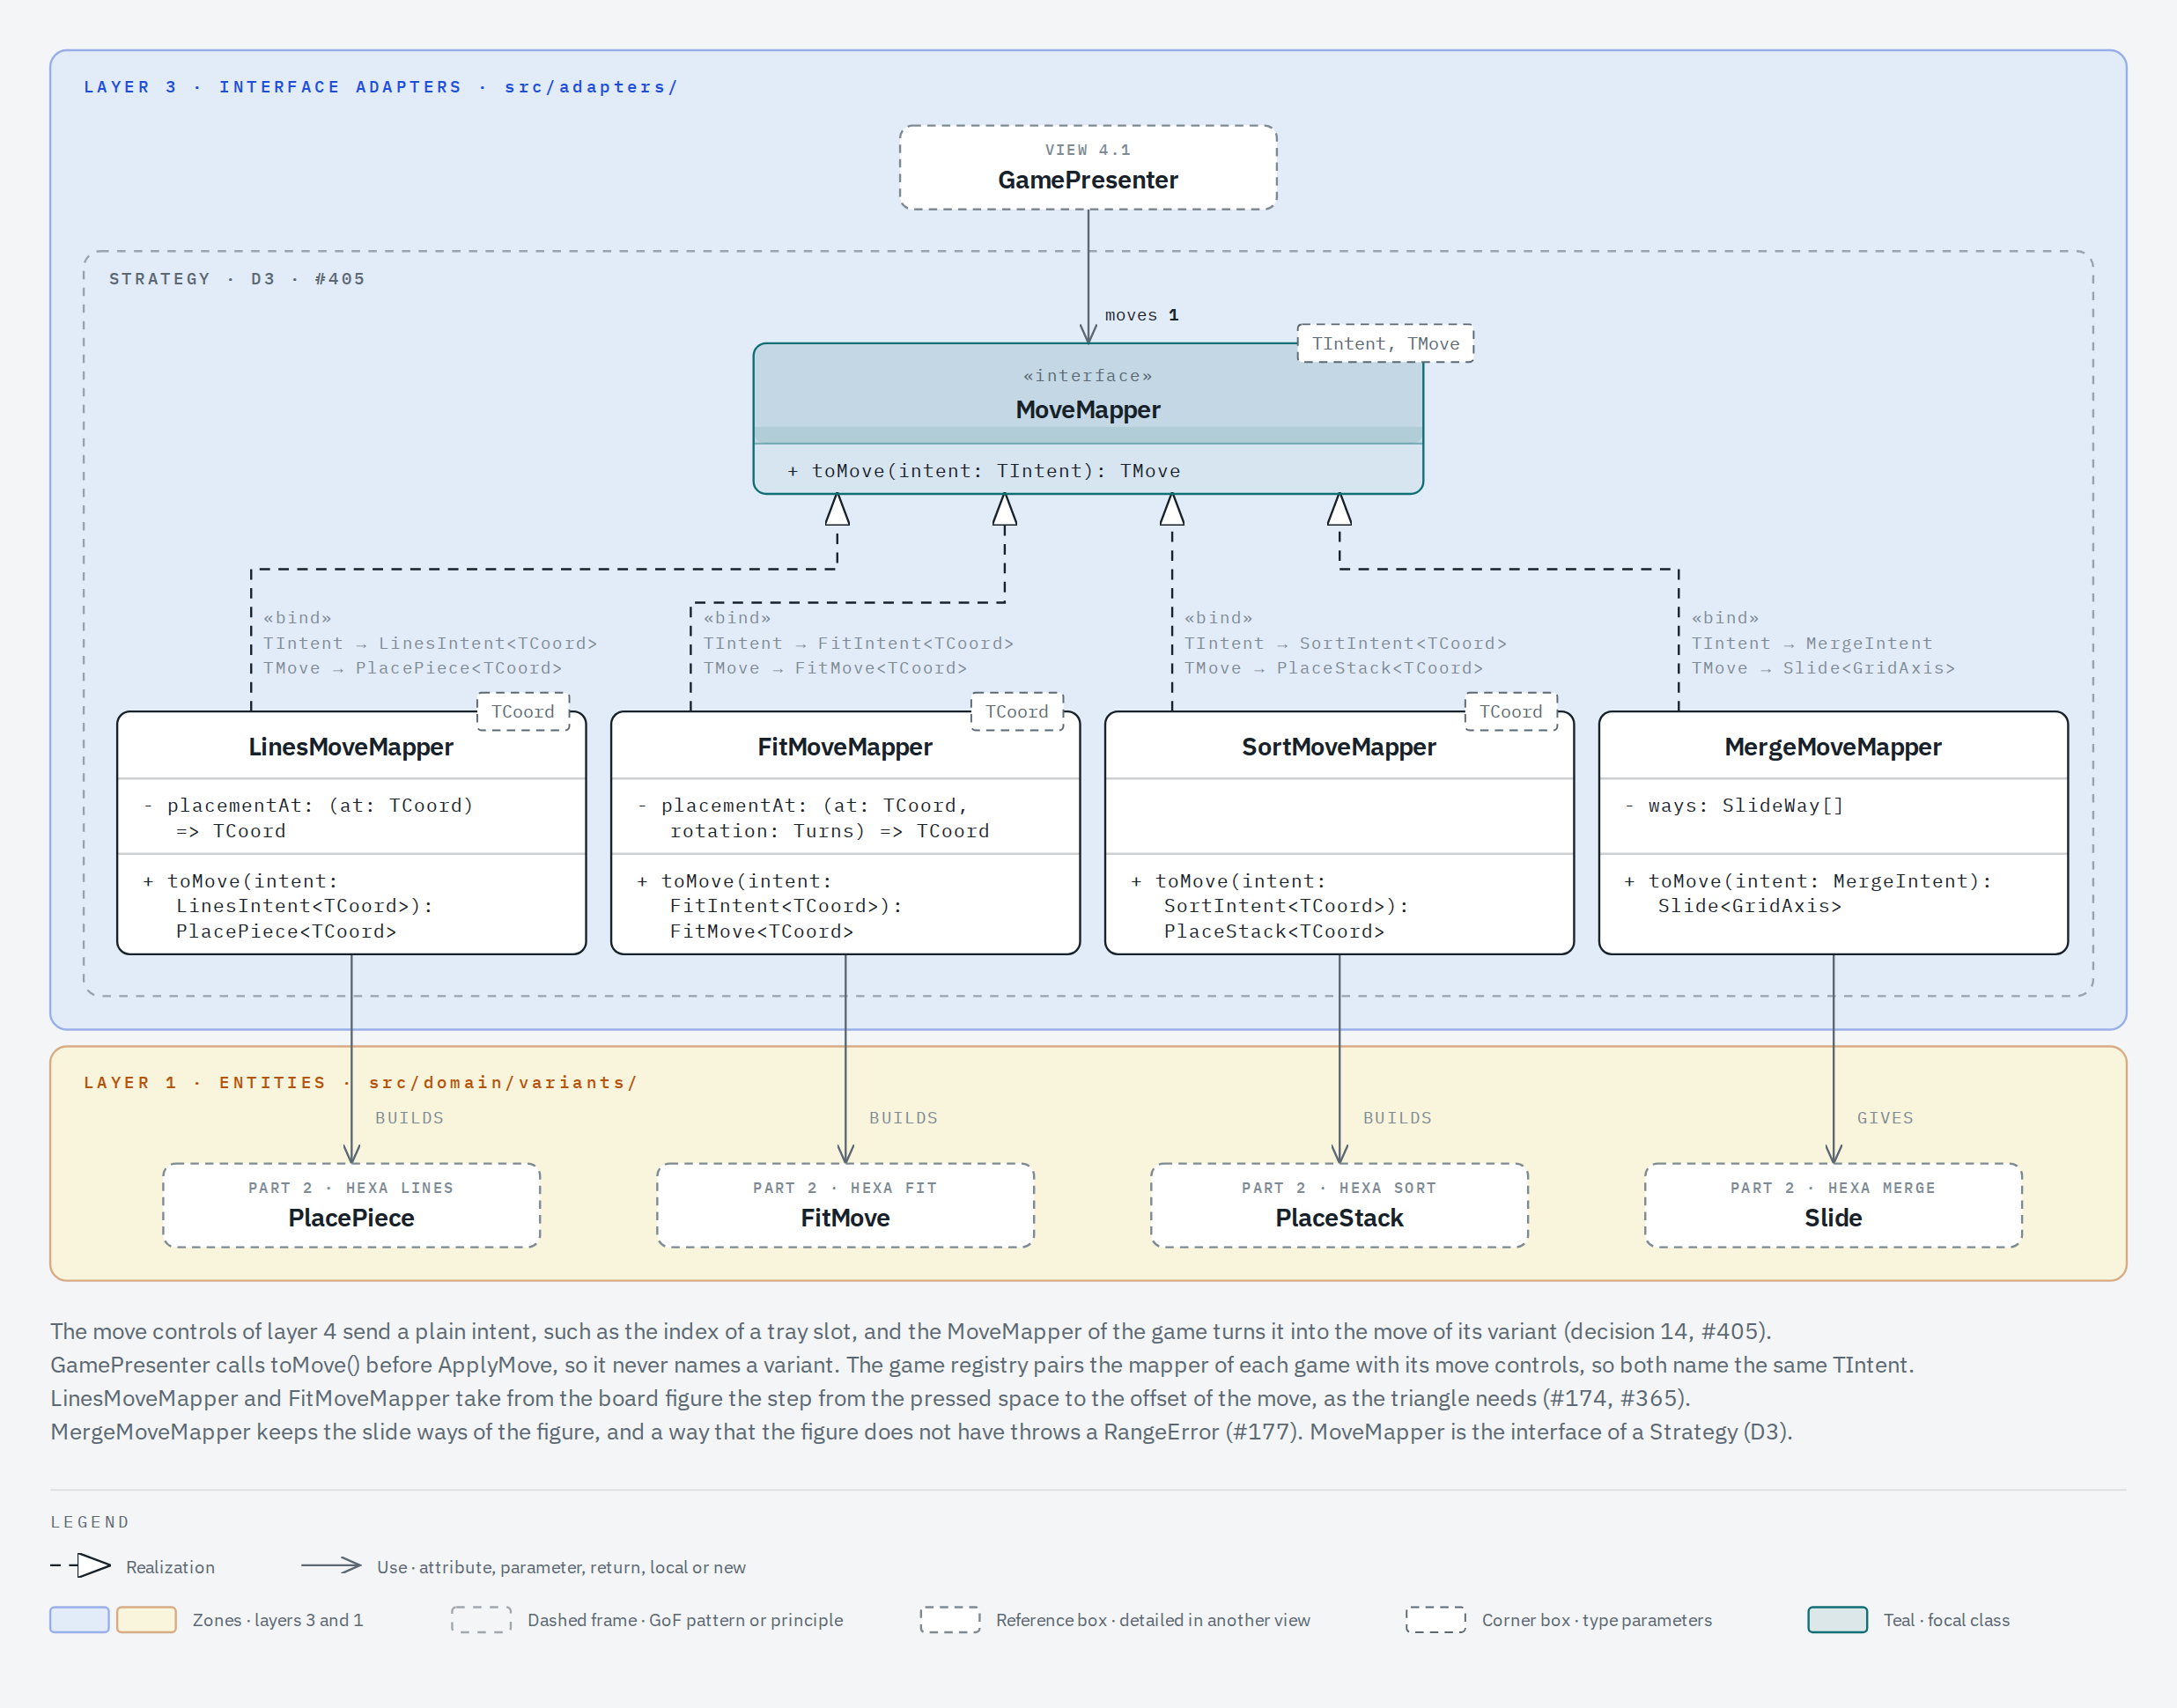 LAYER 3 · INTERFACE ADAPTERS · src/adapters/
VIEW 4.1
GamePresenter
STRATEGY · D3 · #405
moves 1
TIntent, TMove
«interface»
MoveMapper
+ toMove(intent: TIntent): TMove
«bind»
TIntent → LinesIntent<TCoord>
TMove → PlacePiece<TCoord>
«bind»
TIntent → FitIntent<TCoord>
TMove → FitMove<TCoord>
«bind»
TIntent → SortIntent<TCoord>
TMove → PlaceStack<TCoord>
«bind»
TIntent → MergeIntent
TMove → Slide<GridAxis>
TCoord
LinesMoveMapper
- placementAt: (at: TCoord)
=> TCoord
+ toMove(intent:
LinesIntent<TCoord>):
PlacePiece<TCoord>
TCoord
FitMoveMapper
- placementAt: (at: TCoord,
rotation: Turns) => TCoord
+ toMove(intent:
FitIntent<TCoord>):
FitMove<TCoord>
TCoord
SortMoveMapper
+ toMove(intent:
SortIntent<TCoord>):
PlaceStack<TCoord>
MergeMoveMapper
- ways: SlideWay[]
+ toMove(intent: MergeIntent):
Slide<GridAxis>
LAYER 1 · ENTITIES · src/domain/variants/
BUILDS
BUILDS
BUILDS
GIVES
PART 2 · HEXA LINES
PlacePiece
PART 2 · HEXA FIT
FitMove
PART 2 · HEXA SORT
PlaceStack
PART 2 · HEXA MERGE
Slide
The move controls of layer 4 send a plain intent, such as the index of a tray slot, and the MoveMapper of the game turns it into the move of its variant (decision 14, #405).
GamePresenter calls toMove() before ApplyMove, so it never names a variant. The game registry pairs the mapper of each game with its move controls, so both name the same TIntent.
LinesMoveMapper and FitMoveMapper take from the board figure the step from the pressed space to the offset of the move, as the triangle needs (#174, #365).
MergeMoveMapper keeps the slide ways of the figure, and a way that the figure does not have throws a RangeError (#177). MoveMapper is the interface of a Strategy (D3).
LEGEND
Realization
Use · attribute, parameter, return, local or new
Zones · layers 3 and 1
Dashed frame · GoF pattern or principle
Reference box · detailed in another view
Corner box · type parameters
Teal · focal class